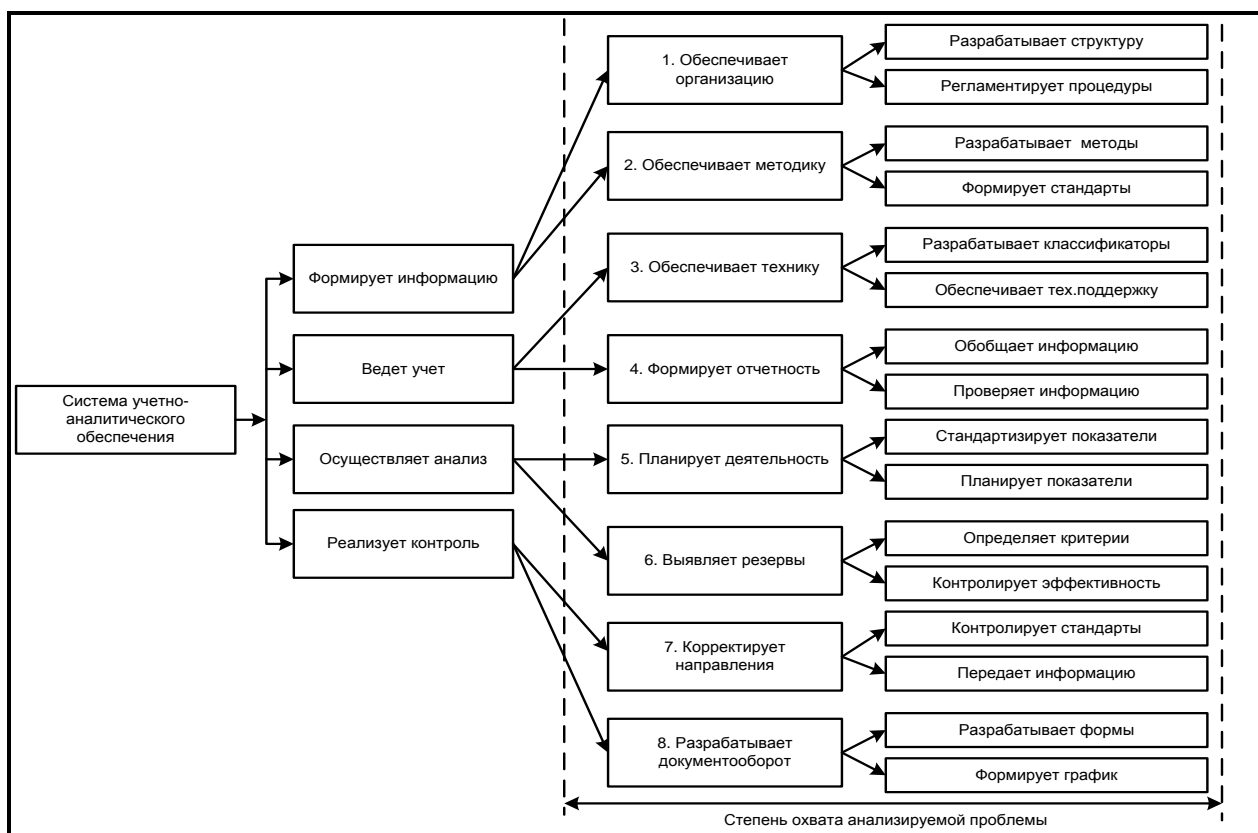 Система учетно-
аналитического
обеспечения
Формирует информацию
Ведет учет
Осуществляет анализ
Реализует контроль
1. Обеспечивает
организацию
2. Обеспечивает методику
3. Обеспечивает технику
4. Формирует отчетность
5. Планирует деятельность
6. Выявляет резервы
7. Корректирует
направления
8. Разрабатывает
документооборот
Разрабатывает структуру
Регламентирует процедуры
Разрабатывает методы
Формирует стандарты
Разрабатывает классификаторы
Обеспечивает тех.поддержку
Обобщает информацию
Проверяет информацию
Стандартизирует показатели
Планирует показатели
Определяет критерии
Контролирует эффективность
Контролирует стандарты
Передает информацию
Разрабатывает формы
Формирует график
Степень охвата анализируемой проблемы